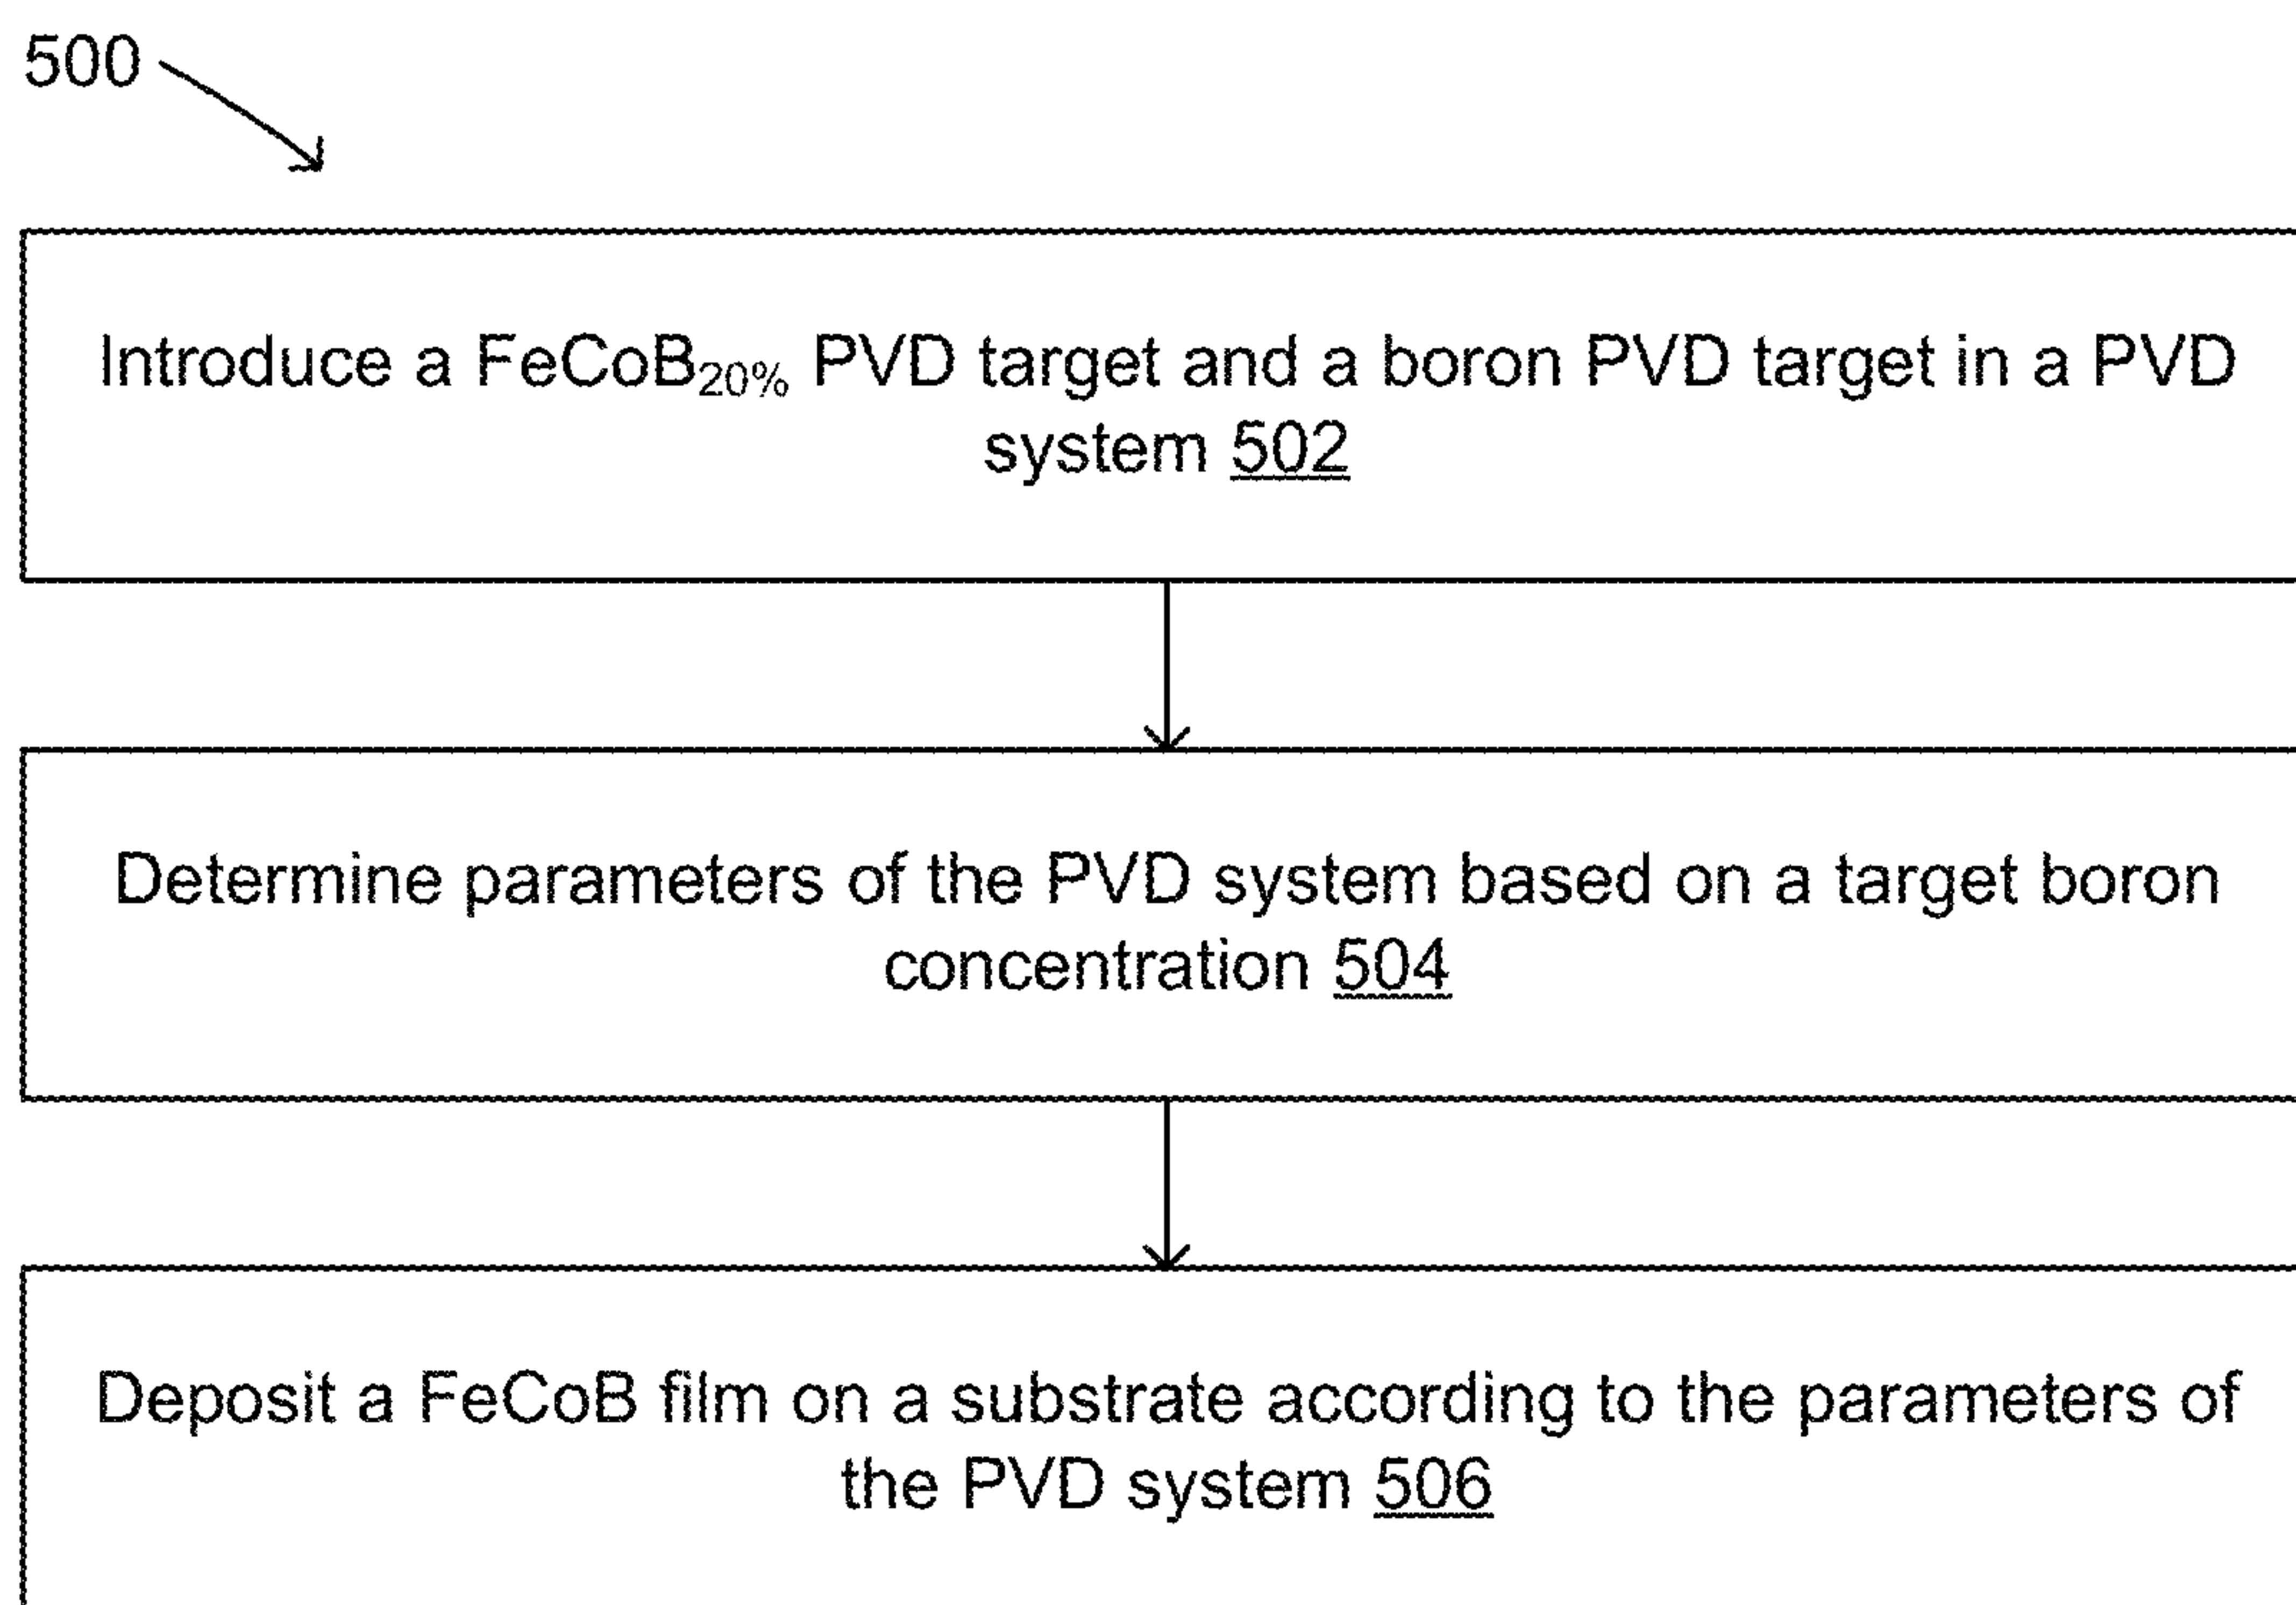 500
Introduce a FeCoB20% PVD target and a boron PVD target in a PVD
system 502
Determine parameters of the PVD system based on a target boron
concentration 504
Deposit a FeCoB film on a substrate according to the parameters of
the PVD system 506